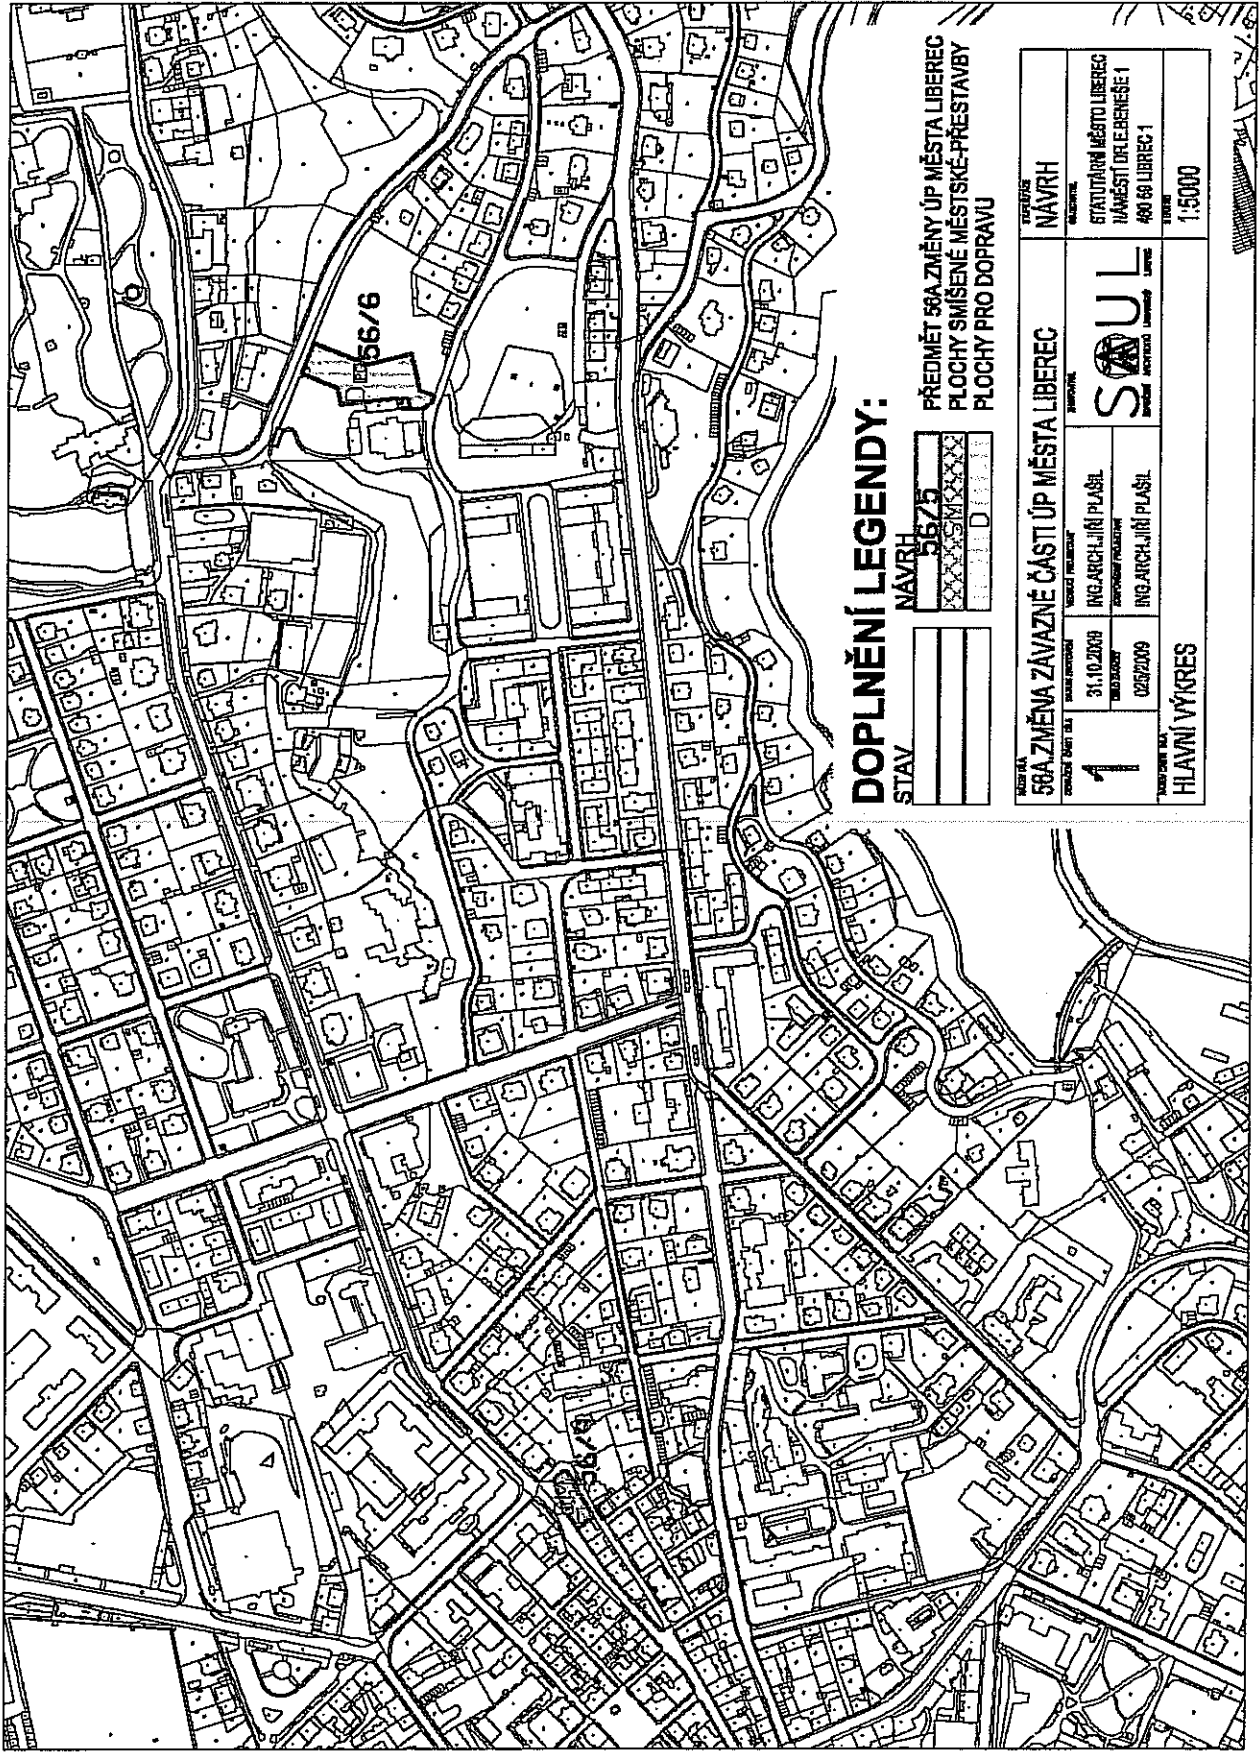 56/6
DOPLNĚNÍ LEGENDY:
STAV
NÁVRH
56/5
PŘEDMĚT 56A.ZMĚNY ÚP MĚSTA LIBEREC
SM
PLOCHY SMÍŠENÉ MĚSTSKÉ-PŘESTAVBY
D
PLOCHY PRO DOPRAVU
56A.ZMĚNA ZÁVAZNÉ ČÁSTI ÚP MĚSTA LIBEREC
NÁVRH
1
31.10.2009
ING.ARCH.JIŘÍ PLAŠIL
025/2009
ING.ARCH.JIŘÍ PLAŠIL
SAUL
STATUTÁRNÍ MĚSTO LIBEREC
NÁMĚSTÍ DR.E.BENEŠE 1
460 59 LIBEREC 1
HLAVNÍ VÝKRES
1:5000